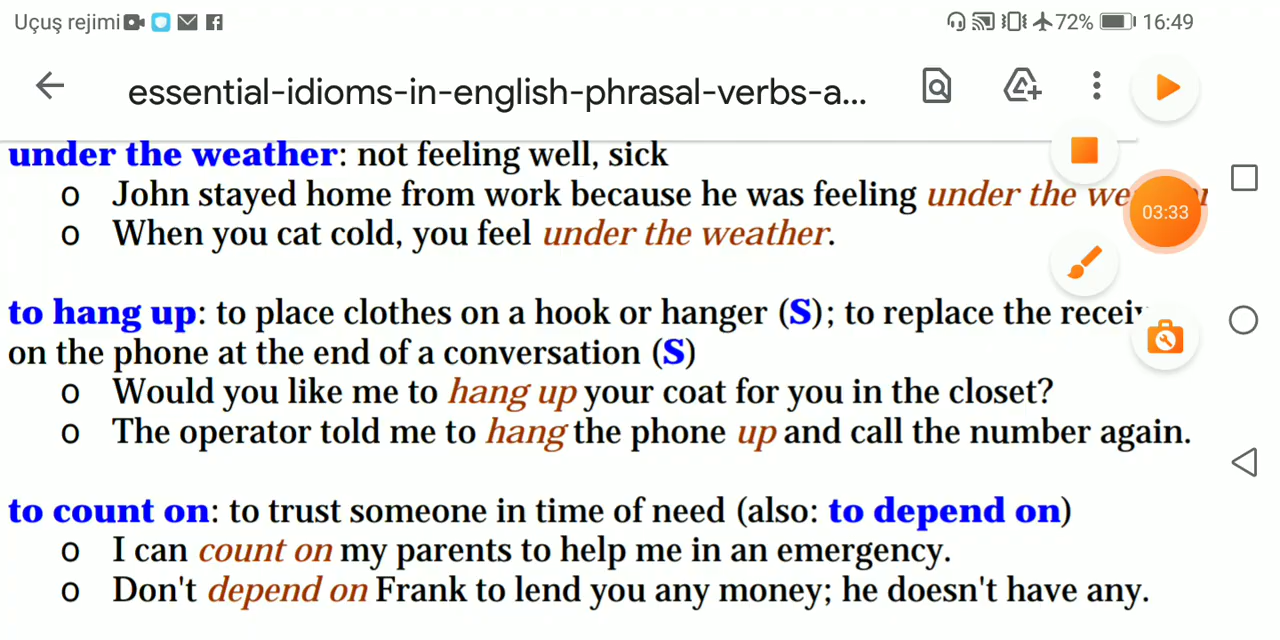 Uçuş rejimi 72% 16:49
essential-idioms-in-english-phrasal-verbs-a...
under the weather: not feeling well, sick
o John stayed home from work because he was feeling under the
03:33
o When you cat cold, you feel under the weather.
to hang up: to place clothes on a hook or hanger (S); to replace the
on the phone at the end of a conversation (S)
o Would you like me to hang up your coat for you in the closet?
o The operator told me to hang the phone up and call the number again.
to count on: to trust someone in time of need (also: to depend on)
o I can count on my parents to help me in an emergency.
o Don't depend on Frank to lend you any money; he doesn't have any.